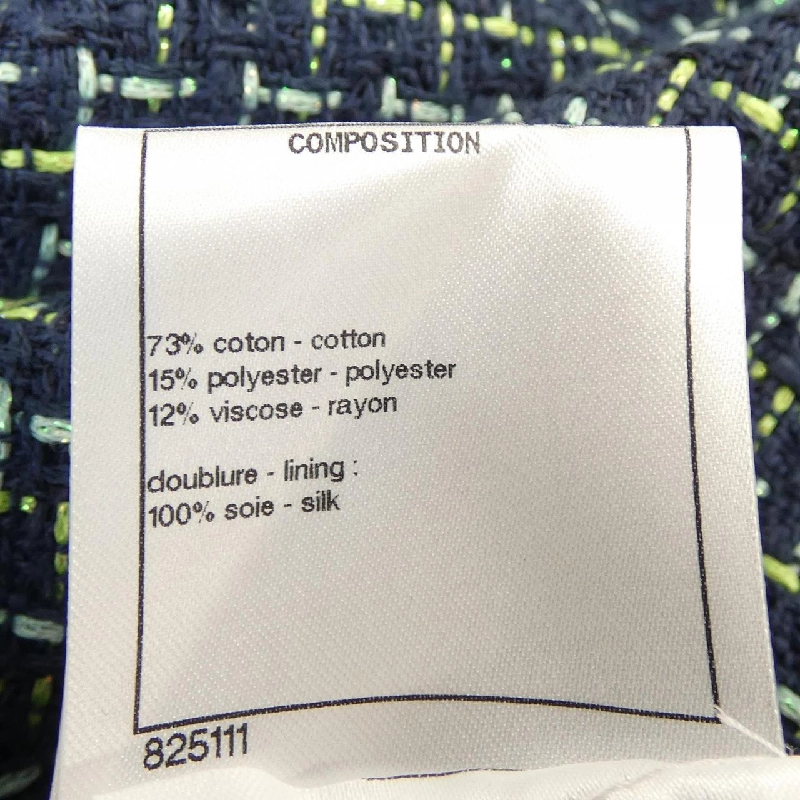 COMPOSITION
73% coton - cotton
15% polyester - polyester
12% viscose - rayon
doublure - lining :
100% soie - silk
825111